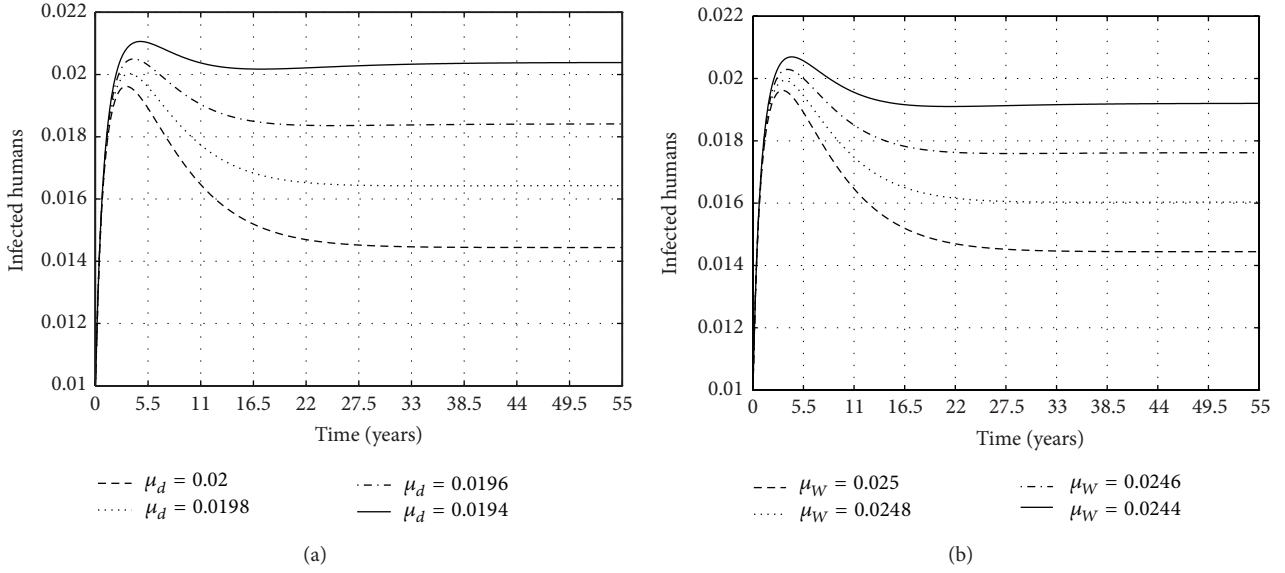 0.022
0.02
0.018
0.016
0.014
0.012
0.01
Infected humans
0 5.5 11 16.5 22 27.5 33 38.5 44 49.5 55
Time (years)
μd = 0.02
μd = 0.0198
μd = 0.0196
μd = 0.0194
(a)
0.022
0.02
0.018
0.016
0.014
0.012
0.01
Infected humans
0 5.5 11 16.5 22 27.5 33 38.5 44 49.5 55
Time (years)
μW = 0.025
μW = 0.0248
μW = 0.0246
μW = 0.0244
(b)